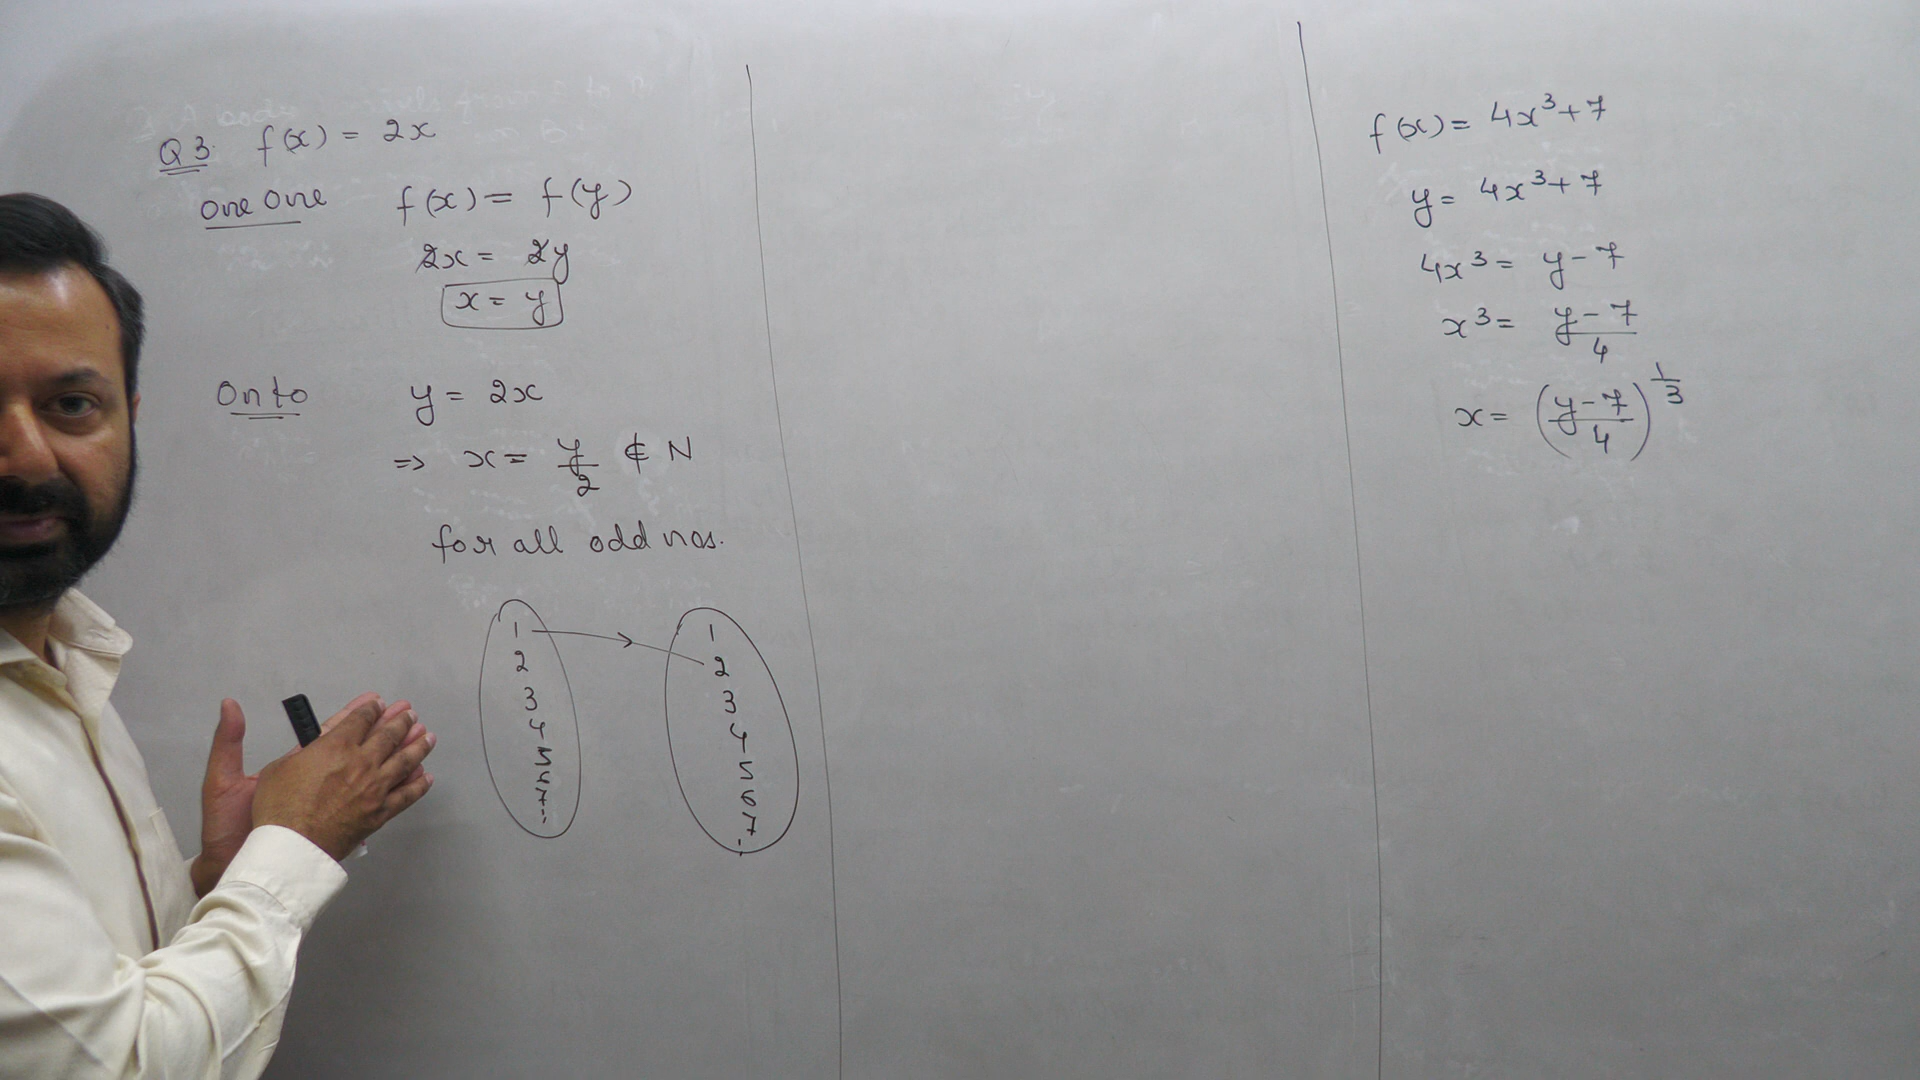 Q3. f(x) = 2x
One One f(x) = f(y)
2x = 2y
x = y
Onto y = 2x
⇒ x = y/2 ∉ N
for all odd nos.
1 1
2 2
3 3
4 4
5 5
6 6
7 7
f(x) = 4x³+7
y = 4x³+7
4x³ = y-7
x³ = (y-7)/4
x = ((y-7)/4)^(1/3)